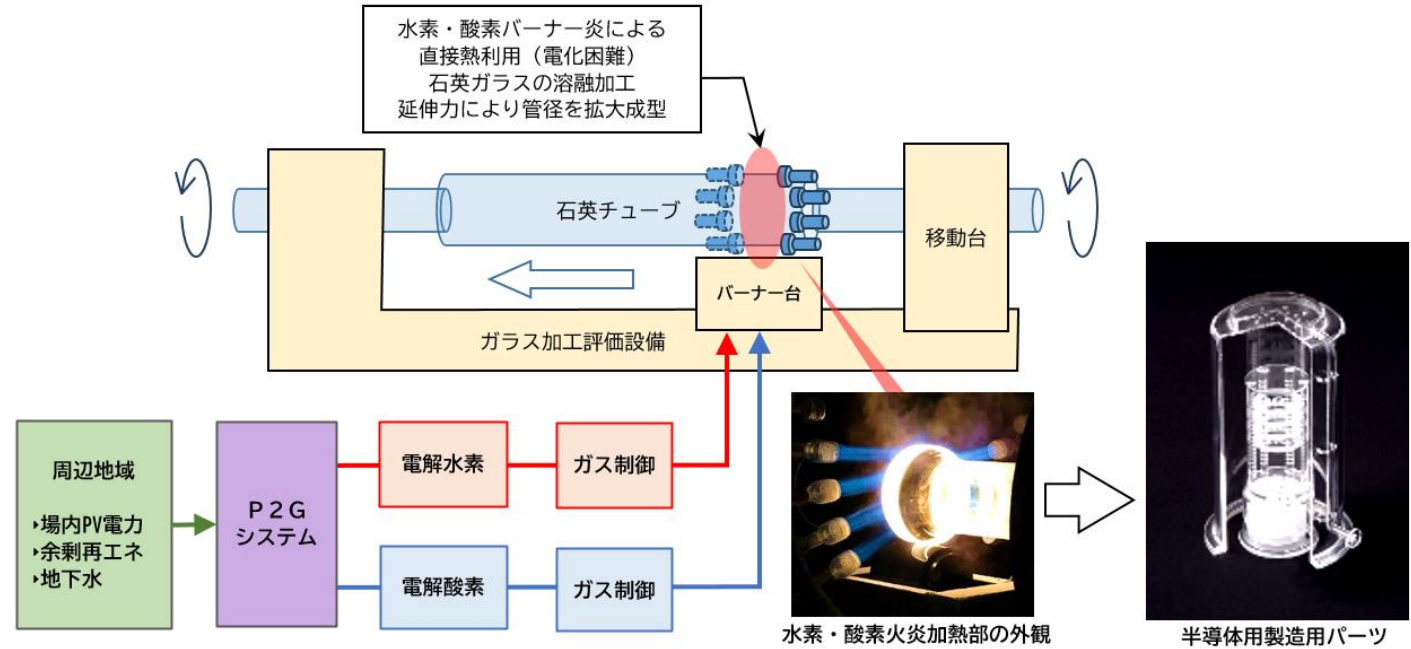 水素・酸素バーナー炎による
直接熱利用（電化困難）
石英ガラスの溶融加工
延伸力により管径を拡大成型
石英チューブ
移動台
バーナー台
ガラス加工評価設備
周辺地域
▸場内PV電力
▸余剰再エネ
▸地下水
Ｐ２Ｇ
システム
電解水素
ガス制御
電解酸素
ガス制御
水素・酸素火炎加熱部の外観
半導体用製造用パーツ